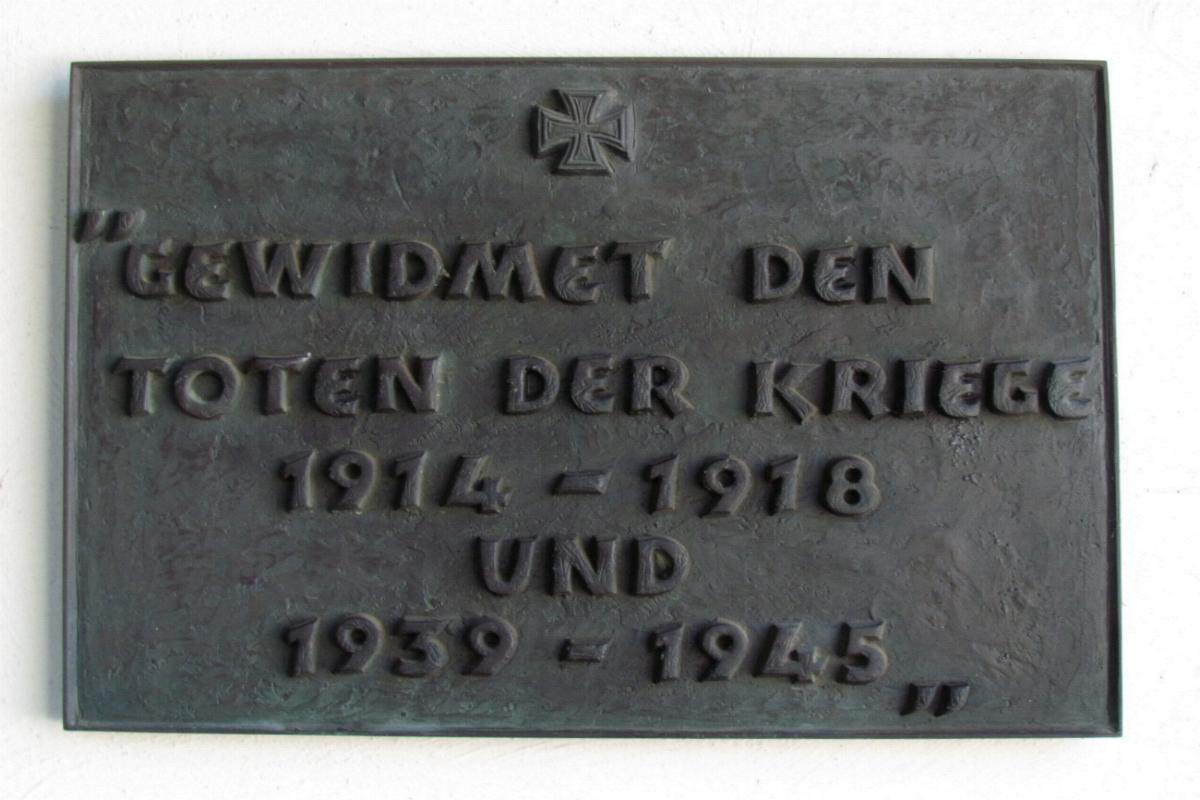 "GEWIDMET DEN
TOTEN DER KRIEGE
1914 - 1918
UND
1939 - 1945"